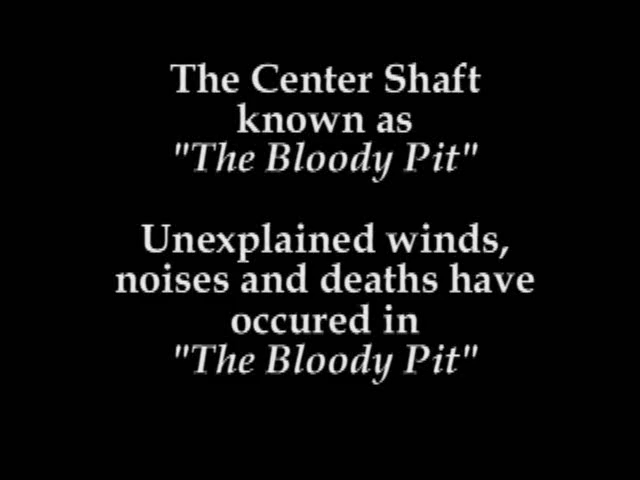 The Center Shaft
known as
"The Bloody Pit"
Unexplained winds,
noises and deaths have
occured in
"The Bloody Pit"